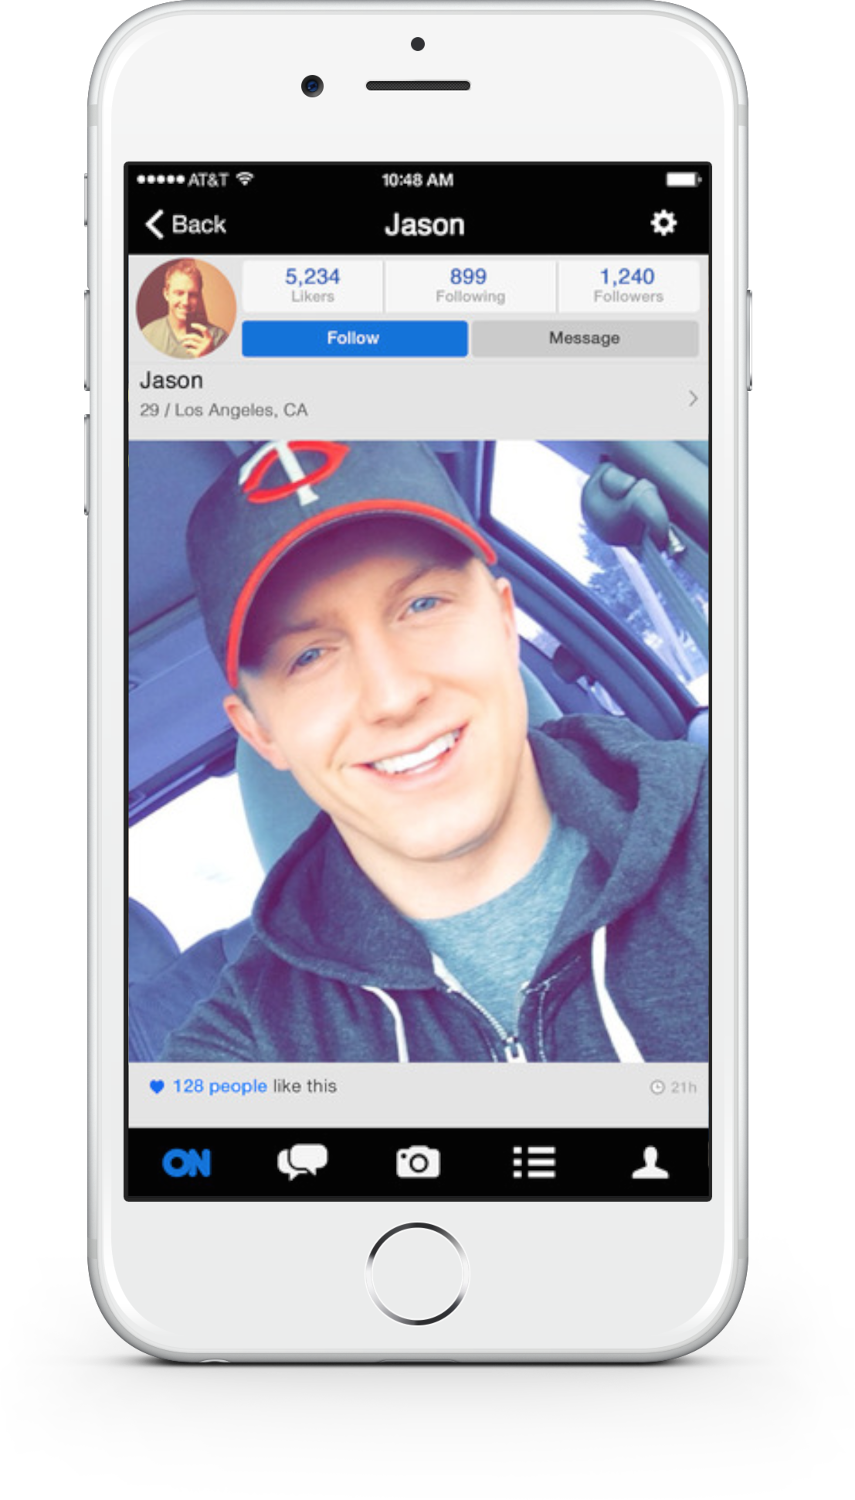 AT&T 10:48 AM
Back Jason
5,234 899 1,240
Likers Following Followers
Follow Message
Jason
29 / Los Angeles, CA
T
128 people like this 21h
ON